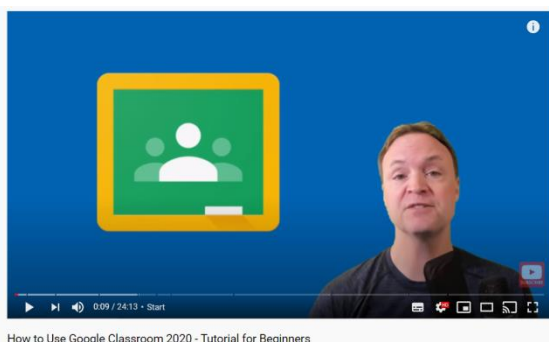 0:09 / 24:13 • Start
How to Use Google Classroom 2020 - Tutorial for Beginners